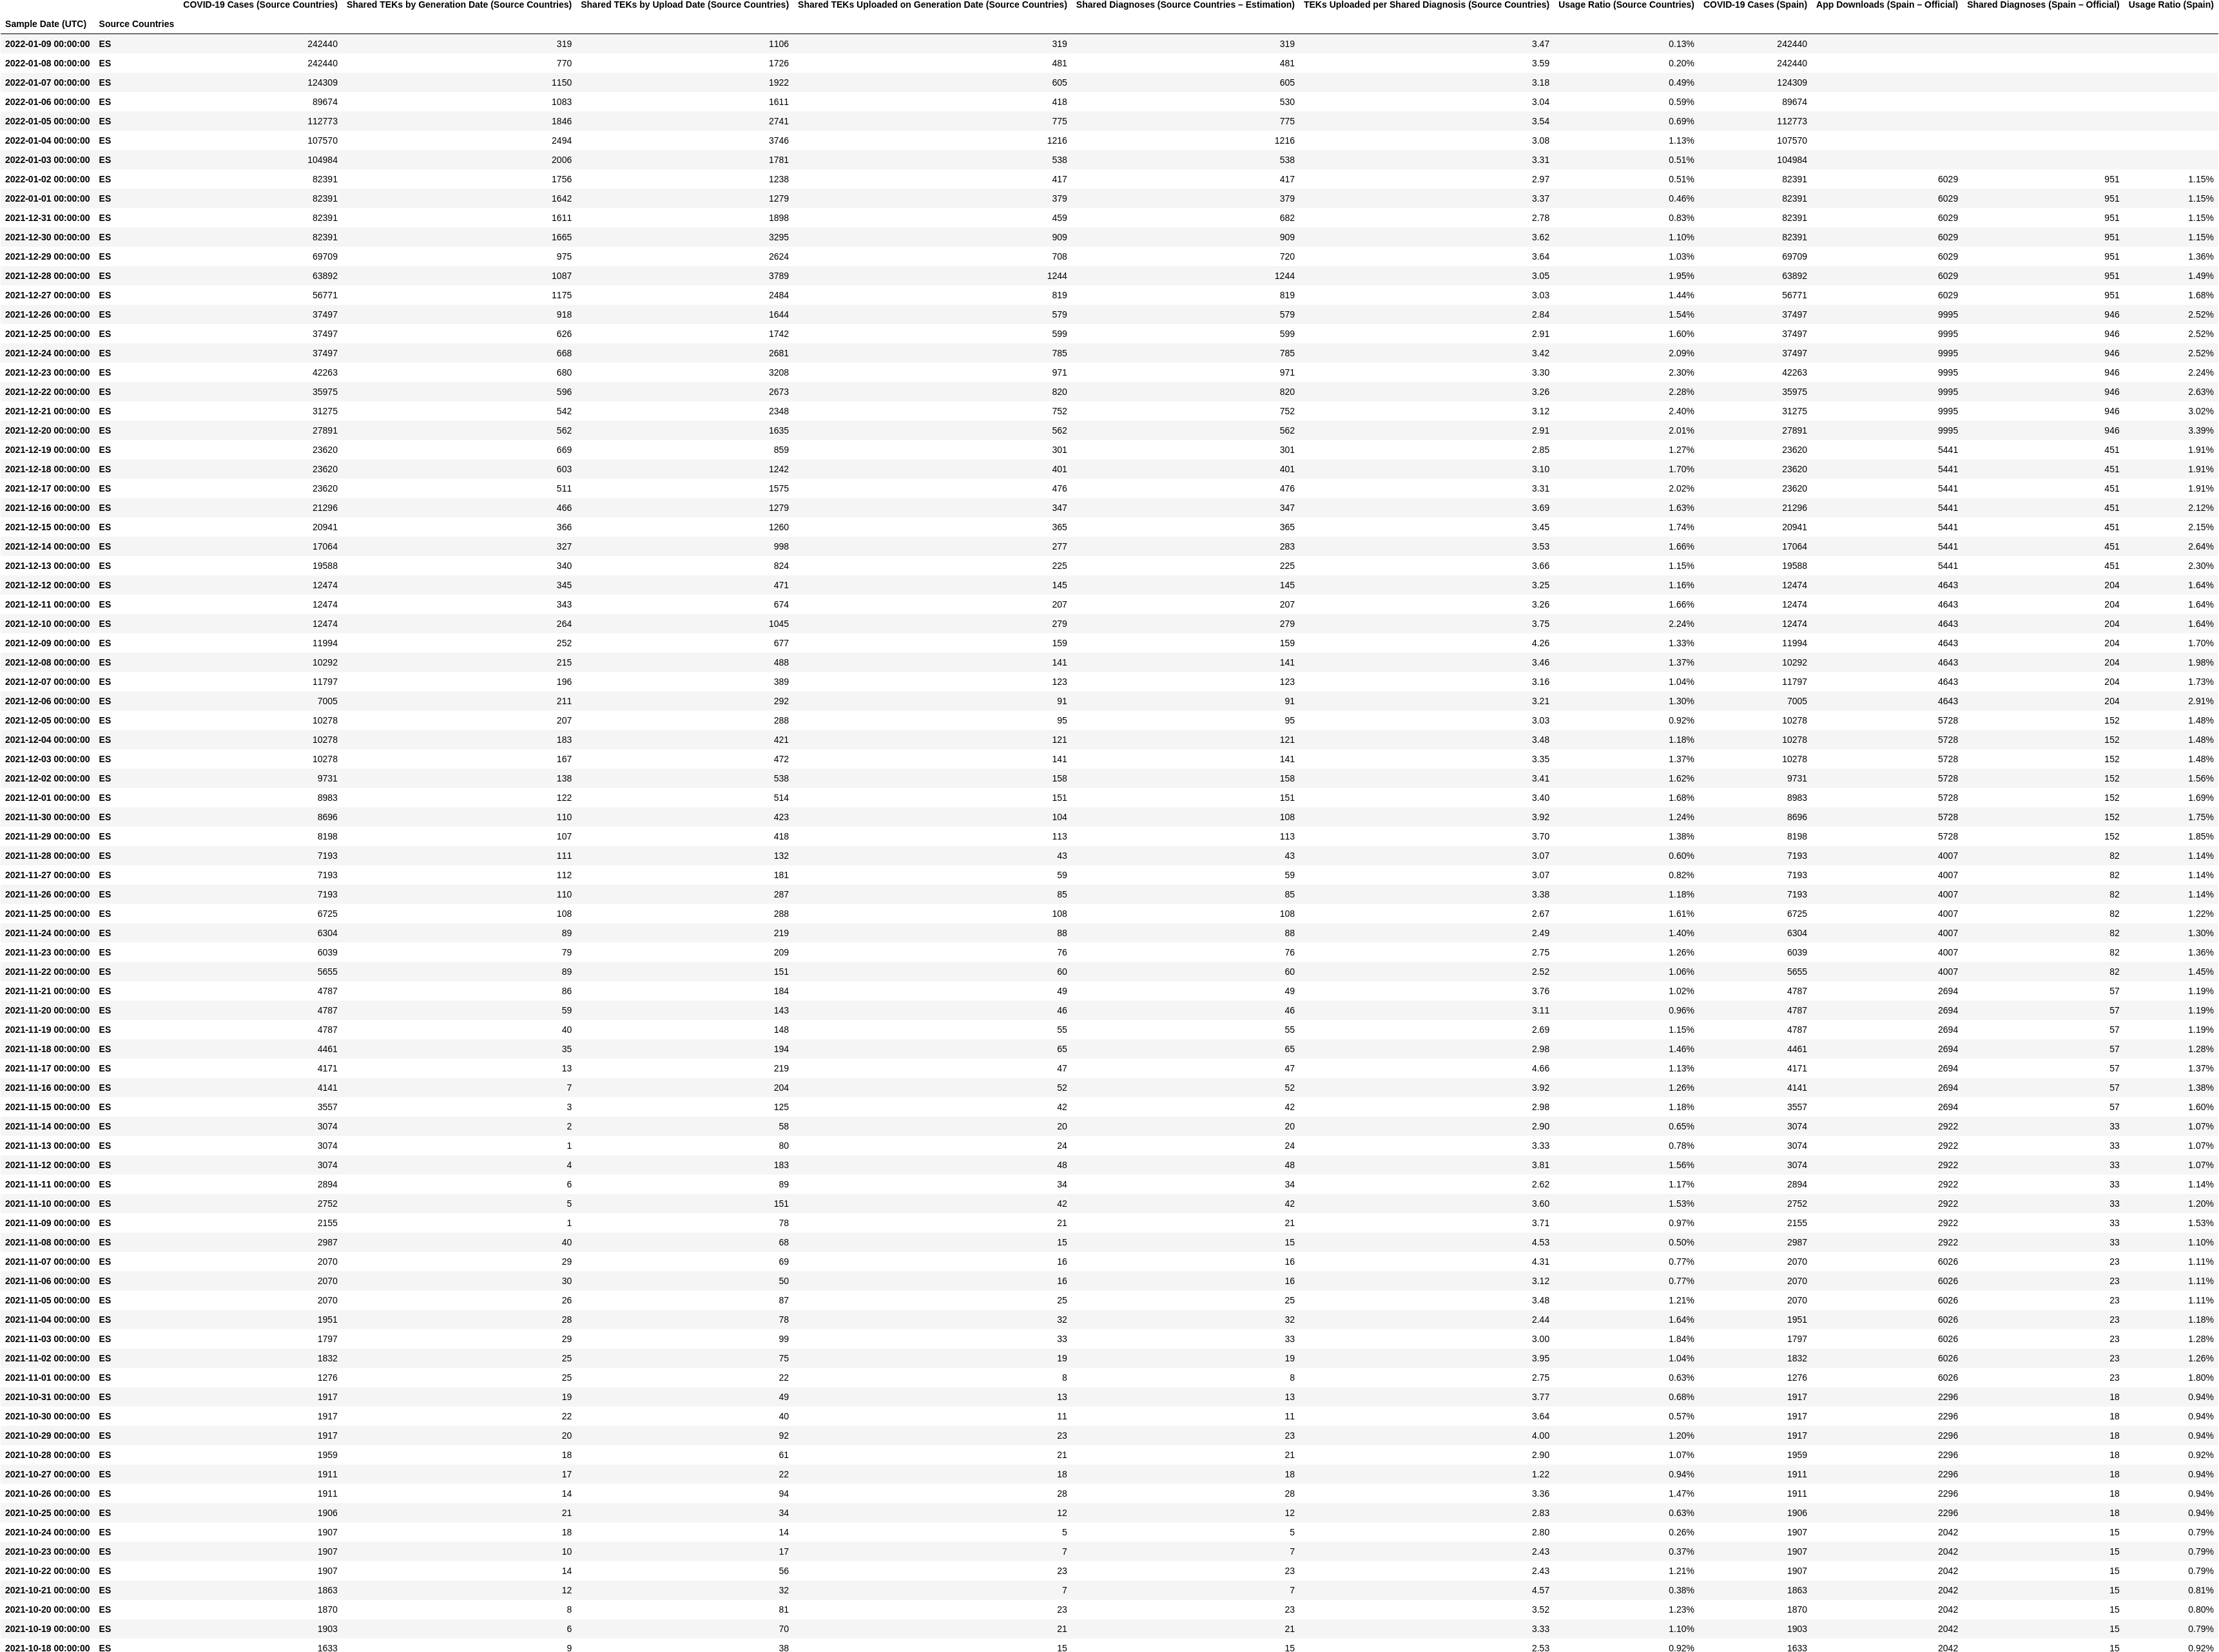 COVID-19 Cases (Source Countries) Shared TEKs by Generation Date (Source Countries) Shared TEKs by Upload Date (Source Countries) Shared TEKs Uploaded on Generation Date (Source Countries) Shared Diagnoses (Source Countries – Estimation) TEKs Uploaded per Shared Diagnosis (Source Countries) Usage Ratio (Source Countries) COVID-19 Cases (Spain) App Downloads (Spain – Official) Shared Diagnoses (Spain – Official) Usage Ratio (Spain)
Sample Date (UTC) Source Countries
2022-01-09 00:00:00 ES 242440 319 1106 319 319 3.47 0.13% 242440
2022-01-08 00:00:00 ES 242440 770 1726 481 481 3.59 0.20% 242440
2022-01-07 00:00:00 ES 124309 1150 1922 605 605 3.18 0.49% 124309
2022-01-06 00:00:00 ES 89674 1083 1611 418 530 3.04 0.59% 89674
2022-01-05 00:00:00 ES 112773 1846 2741 775 775 3.54 0.69% 112773
2022-01-04 00:00:00 ES 107570 2494 3746 1216 1216 3.08 1.13% 107570
2022-01-03 00:00:00 ES 104984 2006 1781 538 538 3.31 0.51% 104984
2022-01-02 00:00:00 ES 82391 1756 1238 417 417 2.97 0.51% 82391 6029 951 1.15%
2022-01-01 00:00:00 ES 82391 1642 1279 379 379 3.37 0.46% 82391 6029 951 1.15%
2021-12-31 00:00:00 ES 82391 1611 1898 459 682 2.78 0.83% 82391 6029 951 1.15%
2021-12-30 00:00:00 ES 82391 1665 3295 909 909 3.62 1.10% 82391 6029 951 1.15%
2021-12-29 00:00:00 ES 69709 975 2624 708 720 3.64 1.03% 69709 6029 951 1.36%
2021-12-28 00:00:00 ES 63892 1087 3789 1244 1244 3.05 1.95% 63892 6029 951 1.49%
2021-12-27 00:00:00 ES 56771 1175 2484 819 819 3.03 1.44% 56771 6029 951 1.68%
2021-12-26 00:00:00 ES 37497 918 1644 579 579 2.84 1.54% 37497 9995 946 2.52%
2021-12-25 00:00:00 ES 37497 626 1742 599 599 2.91 1.60% 37497 9995 946 2.52%
2021-12-24 00:00:00 ES 37497 668 2681 785 785 3.42 2.09% 37497 9995 946 2.52%
2021-12-23 00:00:00 ES 42263 680 3208 971 971 3.30 2.30% 42263 9995 946 2.24%
2021-12-22 00:00:00 ES 35975 596 2673 820 820 3.26 2.28% 35975 9995 946 2.63%
2021-12-21 00:00:00 ES 31275 542 2348 752 752 3.12 2.40% 31275 9995 946 3.02%
2021-12-20 00:00:00 ES 27891 562 1635 562 562 2.91 2.01% 27891 9995 946 3.39%
2021-12-19 00:00:00 ES 23620 669 859 301 301 2.85 1.27% 23620 5441 451 1.91%
2021-12-18 00:00:00 ES 23620 603 1242 401 401 3.10 1.70% 23620 5441 451 1.91%
2021-12-17 00:00:00 ES 23620 511 1575 476 476 3.31 2.02% 23620 5441 451 1.91%
2021-12-16 00:00:00 ES 21296 466 1279 347 347 3.69 1.63% 21296 5441 451 2.12%
2021-12-15 00:00:00 ES 20941 366 1260 365 365 3.45 1.74% 20941 5441 451 2.15%
2021-12-14 00:00:00 ES 17064 327 998 277 283 3.53 1.66% 17064 5441 451 2.64%
2021-12-13 00:00:00 ES 19588 340 824 225 225 3.66 1.15% 19588 5441 451 2.30%
2021-12-12 00:00:00 ES 12474 345 471 145 145 3.25 1.16% 12474 4643 204 1.64%
2021-12-11 00:00:00 ES 12474 343 674 207 207 3.26 1.66% 12474 4643 204 1.64%
2021-12-10 00:00:00 ES 12474 264 1045 279 279 3.75 2.24% 12474 4643 204 1.64%
2021-12-09 00:00:00 ES 11994 252 677 159 159 4.26 1.33% 11994 4643 204 1.70%
2021-12-08 00:00:00 ES 10292 215 488 141 141 3.46 1.37% 10292 4643 204 1.98%
2021-12-07 00:00:00 ES 11797 196 389 123 123 3.16 1.04% 11797 4643 204 1.73%
2021-12-06 00:00:00 ES 7005 211 292 91 91 3.21 1.30% 7005 4643 204 2.91%
2021-12-05 00:00:00 ES 10278 207 288 95 95 3.03 0.92% 10278 5728 152 1.48%
2021-12-04 00:00:00 ES 10278 183 421 121 121 3.48 1.18% 10278 5728 152 1.48%
2021-12-03 00:00:00 ES 10278 167 472 141 141 3.35 1.37% 10278 5728 152 1.48%
2021-12-02 00:00:00 ES 9731 138 538 158 158 3.41 1.62% 9731 5728 152 1.56%
2021-12-01 00:00:00 ES 8983 122 514 151 151 3.40 1.68% 8983 5728 152 1.69%
2021-11-30 00:00:00 ES 8696 110 423 104 108 3.92 1.24% 8696 5728 152 1.75%
2021-11-29 00:00:00 ES 8198 107 418 113 113 3.70 1.38% 8198 5728 152 1.85%
2021-11-28 00:00:00 ES 7193 111 132 43 43 3.07 0.60% 7193 4007 82 1.14%
2021-11-27 00:00:00 ES 7193 112 181 59 59 3.07 0.82% 7193 4007 82 1.14%
2021-11-26 00:00:00 ES 7193 110 287 85 85 3.38 1.18% 7193 4007 82 1.14%
2021-11-25 00:00:00 ES 6725 108 288 108 108 2.67 1.61% 6725 4007 82 1.22%
2021-11-24 00:00:00 ES 6304 89 219 88 88 2.49 1.40% 6304 4007 82 1.30%
2021-11-23 00:00:00 ES 6039 79 209 76 76 2.75 1.26% 6039 4007 82 1.36%
2021-11-22 00:00:00 ES 5655 89 151 60 60 2.52 1.06% 5655 4007 82 1.45%
2021-11-21 00:00:00 ES 4787 86 184 49 49 3.76 1.02% 4787 2694 57 1.19%
2021-11-20 00:00:00 ES 4787 59 143 46 46 3.11 0.96% 4787 2694 57 1.19%
2021-11-19 00:00:00 ES 4787 40 148 55 55 2.69 1.15% 4787 2694 57 1.19%
2021-11-18 00:00:00 ES 4461 35 194 65 65 2.98 1.46% 4461 2694 57 1.28%
2021-11-17 00:00:00 ES 4171 13 219 47 47 4.66 1.13% 4171 2694 57 1.37%
2021-11-16 00:00:00 ES 4141 7 204 52 52 3.92 1.26% 4141 2694 57 1.38%
2021-11-15 00:00:00 ES 3557 3 125 42 42 2.98 1.18% 3557 2694 57 1.60%
2021-11-14 00:00:00 ES 3074 2 58 20 20 2.90 0.65% 3074 2922 33 1.07%
2021-11-13 00:00:00 ES 3074 1 80 24 24 3.33 0.78% 3074 2922 33 1.07%
2021-11-12 00:00:00 ES 3074 4 183 48 48 3.81 1.56% 3074 2922 33 1.07%
2021-11-11 00:00:00 ES 2894 6 89 34 34 2.62 1.17% 2894 2922 33 1.14%
2021-11-10 00:00:00 ES 2752 5 151 42 42 3.60 1.53% 2752 2922 33 1.20%
2021-11-09 00:00:00 ES 2155 1 78 21 21 3.71 0.97% 2155 2922 33 1.53%
2021-11-08 00:00:00 ES 2987 40 68 15 15 4.53 0.50% 2987 2922 33 1.10%
2021-11-07 00:00:00 ES 2070 29 69 16 16 4.31 0.77% 2070 6026 23 1.11%
2021-11-06 00:00:00 ES 2070 30 50 16 16 3.12 0.77% 2070 6026 23 1.11%
2021-11-05 00:00:00 ES 2070 26 87 25 25 3.48 1.21% 2070 6026 23 1.11%
2021-11-04 00:00:00 ES 1951 28 78 32 32 2.44 1.64% 1951 6026 23 1.18%
2021-11-03 00:00:00 ES 1797 29 99 33 33 3.00 1.84% 1797 6026 23 1.28%
2021-11-02 00:00:00 ES 1832 25 75 19 19 3.95 1.04% 1832 6026 23 1.26%
2021-11-01 00:00:00 ES 1276 25 22 8 8 2.75 0.63% 1276 6026 23 1.80%
2021-10-31 00:00:00 ES 1917 19 49 13 13 3.77 0.68% 1917 2296 18 0.94%
2021-10-30 00:00:00 ES 1917 22 40 11 11 3.64 0.57% 1917 2296 18 0.94%
2021-10-29 00:00:00 ES 1917 20 92 23 23 4.00 1.20% 1917 2296 18 0.94%
2021-10-28 00:00:00 ES 1959 18 61 21 21 2.90 1.07% 1959 2296 18 0.92%
2021-10-27 00:00:00 ES 1911 17 22 18 18 1.22 0.94% 1911 2296 18 0.94%
2021-10-26 00:00:00 ES 1911 14 94 28 28 3.36 1.47% 1911 2296 18 0.94%
2021-10-25 00:00:00 ES 1906 21 34 12 12 2.83 0.63% 1906 2296 18 0.94%
2021-10-24 00:00:00 ES 1907 18 14 5 5 2.80 0.26% 1907 2042 15 0.79%
2021-10-23 00:00:00 ES 1907 10 17 7 7 2.43 0.37% 1907 2042 15 0.79%
2021-10-22 00:00:00 ES 1907 14 56 23 23 2.43 1.21% 1907 2042 15 0.79%
2021-10-21 00:00:00 ES 1863 12 32 7 7 4.57 0.38% 1863 2042 15 0.81%
2021-10-20 00:00:00 ES 1870 8 81 23 23 3.52 1.23% 1870 2042 15 0.80%
2021-10-19 00:00:00 ES 1903 6 70 21 21 3.33 1.10% 1903 2042 15 0.79%
2021-10-18 00:00:00 ES 1633 9 38 15 15 2.53 0.92% 1633 2042 15 0.92%